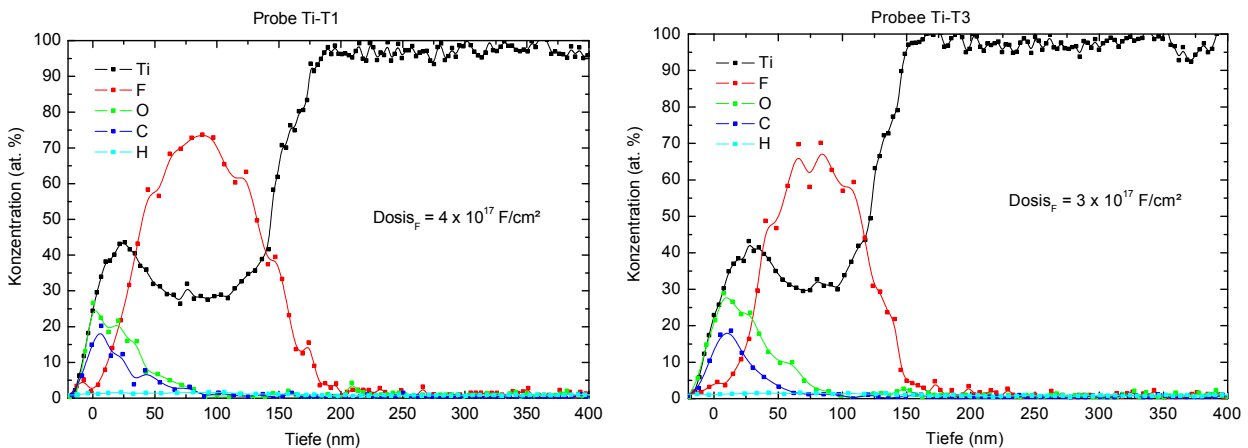 Probe Ti-T1
Konzentration (at. %)
100
90
80
70
60
50
40
30
20
10
0
Ti
F
O
C
H
Dosis_F = 4 x 10^17 F/cm²
0 50 100 150 200 250 300 350 400
Tiefe (nm)
Probee Ti-T3
Konzentration (at. %)
100
90
80
70
60
50
40
30
20
10
0
Ti
F
O
C
H
Dosis_F = 3 x 10^17 F/cm²
0 50 100 150 200 250 300 350 400
Tiefe (nm)